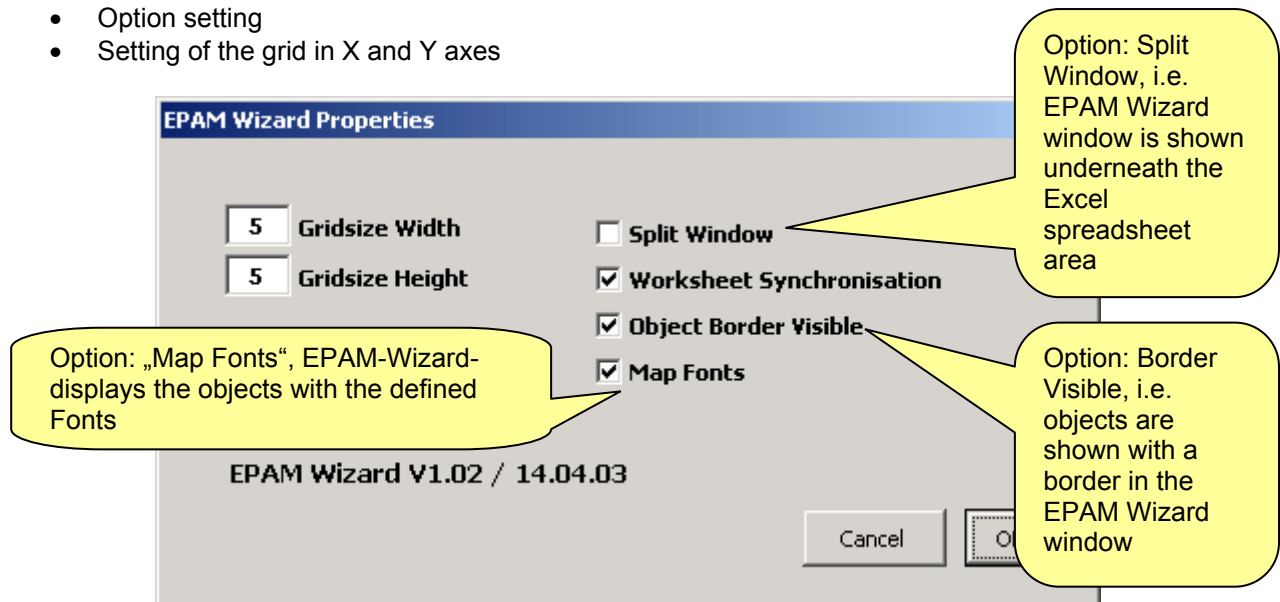 • Option setting
• Setting of the grid in X and Y axes
Option: Split
Window, i.e.
EPAM Wizard
window is shown
underneath the
Excel
spreadsheet
area
EPAM Wizard Properties
5 Gridsize Width
Split Window
5 Gridsize Height
Worksheet Synchronisation
Object Border Visible
Map Fonts
Option: „Map Fonts“, EPAM-Wizard-
displays the objects with the defined
Fonts
Option: Border
Visible, i.e.
objects are
shown with a
border in the
EPAM Wizard
window
EPAM Wizard V1.02 / 14.04.03
Cancel